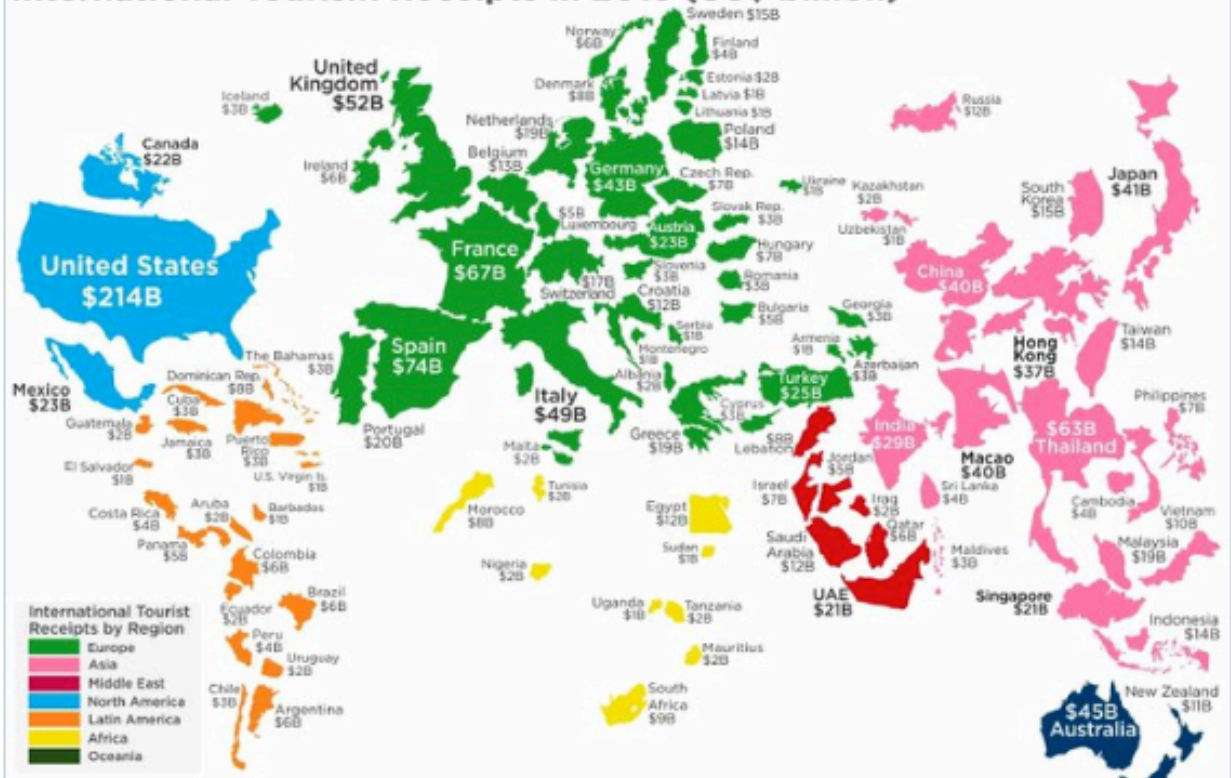 International Tourism Receipts in 2018 (US$ Billion)
Sweden $15B
Norway
$6B
Finland
$4B
United
Kingdom
$52B
Denmark
$8B
Estonia $2B
Latvia $1B
Lithuania $1B
Iceland
$3B
Russia
$12B
Netherlands
$19B
Poland
$14B
Canada
$22B
Belgium
$13B
Ireland
$6B
Germany
$43B
Czech Rep.
$7B
Ukraine
$1B
Kazakhstan
$2B
South
Korea
$15B
Japan
$41B
$5B
Luxembourg
Slovak Rep.
$3B
Austria
$23B
Uzbekistan
$1B
France
$67B
Hungary
$7B
United States
$214B
Slovenia
$3B
China
$40B
$17B
Switzerland
Romania
$3B
Croatia
$12B
Bulgaria
$5B
Georgia
$3B
Serbia
$1B
Taiwan
$14B
Armenia
$1B
Hong
Kong
$37B
Montenegro
$1B
Spain
$74B
The Bahamas
$3B
Azerbaijan
$3B
Albania
$2B
Dominican Rep.
$8B
Turkey
$25B
Mexico
$23B
Italy
$49B
Philippines
$7B
Cuba
$3B
Cyprus
$3B
Guatemala
$2B
India
$29B
$63B
Thailand
Portugal
$20B
Greece
$19B
$8B
Lebanon
Jamaica
$3B
Puerto
Rico
$3B
Malta
$2B
Macao
$40B
Jordan
$5B
El Salvador
$1B
U.S. Virgin Is.
$1B
Israel
$7B
Tunisia
$2B
Sri Lanka
$4B
Iraq
$2B
Aruba
$2B
Cambodia
$4B
Costa Rica
$4B
Barbados
$1B
Morocco
$8B
Egypt
$12B
Vietnam
$10B
Qatar
$6B
Panama
$5B
Saudi
Arabia
$12B
Malaysia
$19B
Colombia
$6B
Sudan
$1B
Maldives
$3B
Nigeria
$2B
Brazil
$6B
UAE
$21B
Singapore
$21B
Uganda
$1B
Tanzania
$2B
Ecuador
$2B
Indonesia
$14B
Peru
$4B
Mauritius
$2B
Uruguay
$2B
Chile
$3B
South
Africa
$9B
New Zealand
$11B
Argentina
$6B
$45B
Australia
International Tourist
Receipts by Region
Europe
Asia
Middle East
North America
Latin America
Africa
Oceania